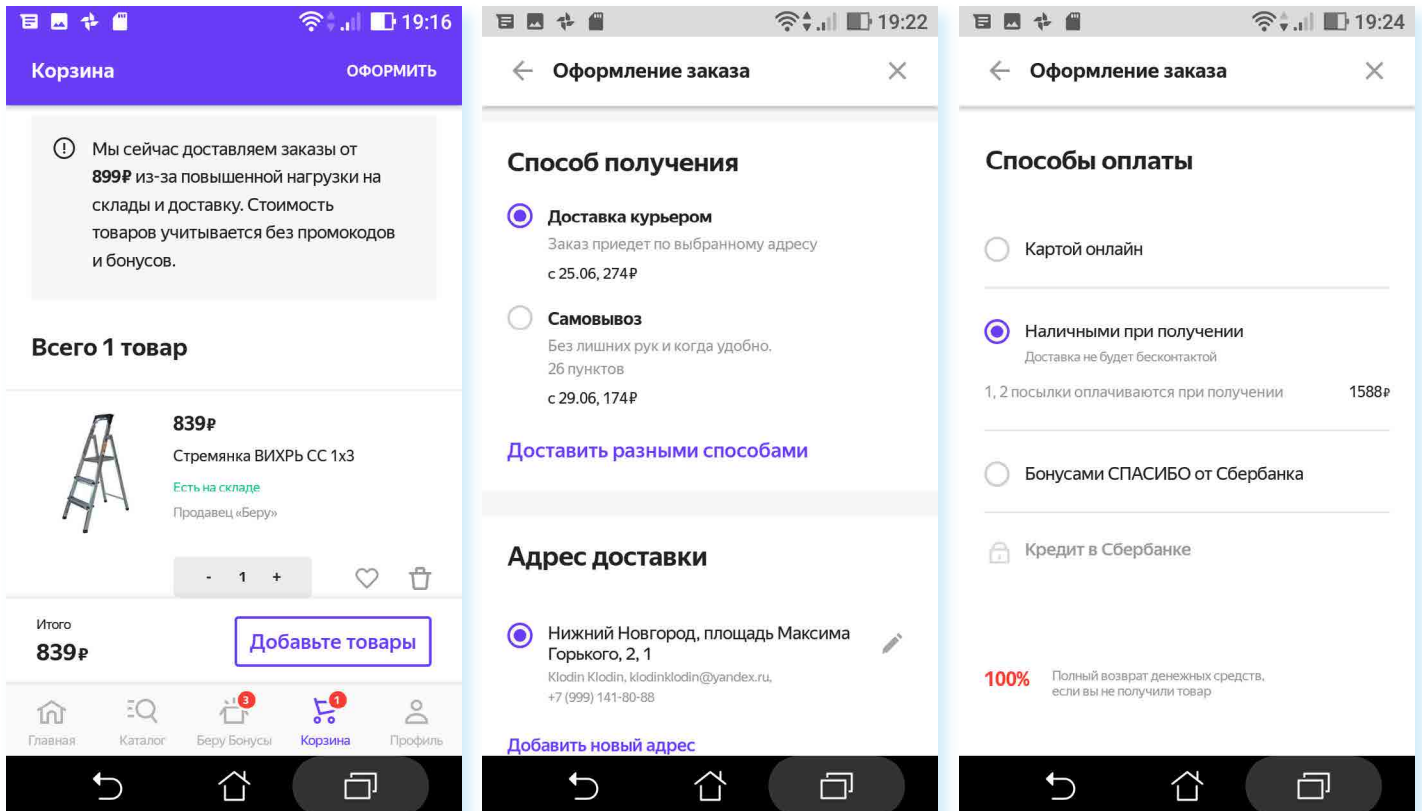 19:16
Корзина
ОФОРМИТЬ
Мы сейчас доставляем заказы от
899₽ из-за повышенной нагрузки на
склады и доставку. Стоимость
товаров учитывается без промокодов
и бонусов.
Всего 1 товар
839₽
Стремянка ВИХРЬ СС 1х3
Есть на складе
Продавец «Беру»
- 1 +
Итого
839₽
Добавьте товары
3
1
Главная
Каталог
Беру Бонусы
Корзина
Профиль
19:22
Оформление заказа
Способ получения
Доставка курьером
Заказ приедет по выбранному адресу
с 25.06, 274₽
Самовывоз
Без лишних рук и когда удобно.
26 пунктов
с 29.06, 174₽
Доставить разными способами
Адрес доставки
Нижний Новгород, площадь Максима
Горького, 2, 1
Klodin Klodin, klodinklodin@yandex.ru,
+7 (999) 141-80-88
Добавить новый адрес
19:24
Оформление заказа
Способы оплаты
Картой онлайн
Наличными при получении
Доставка не будет бесконтактой
1, 2 посылки оплачиваются при получении 1588₽
Бонусами СПАСИБО от Сбербанка
Кредит в Сбербанке
100%
Полный возврат денежных средств,
если вы не получили товар